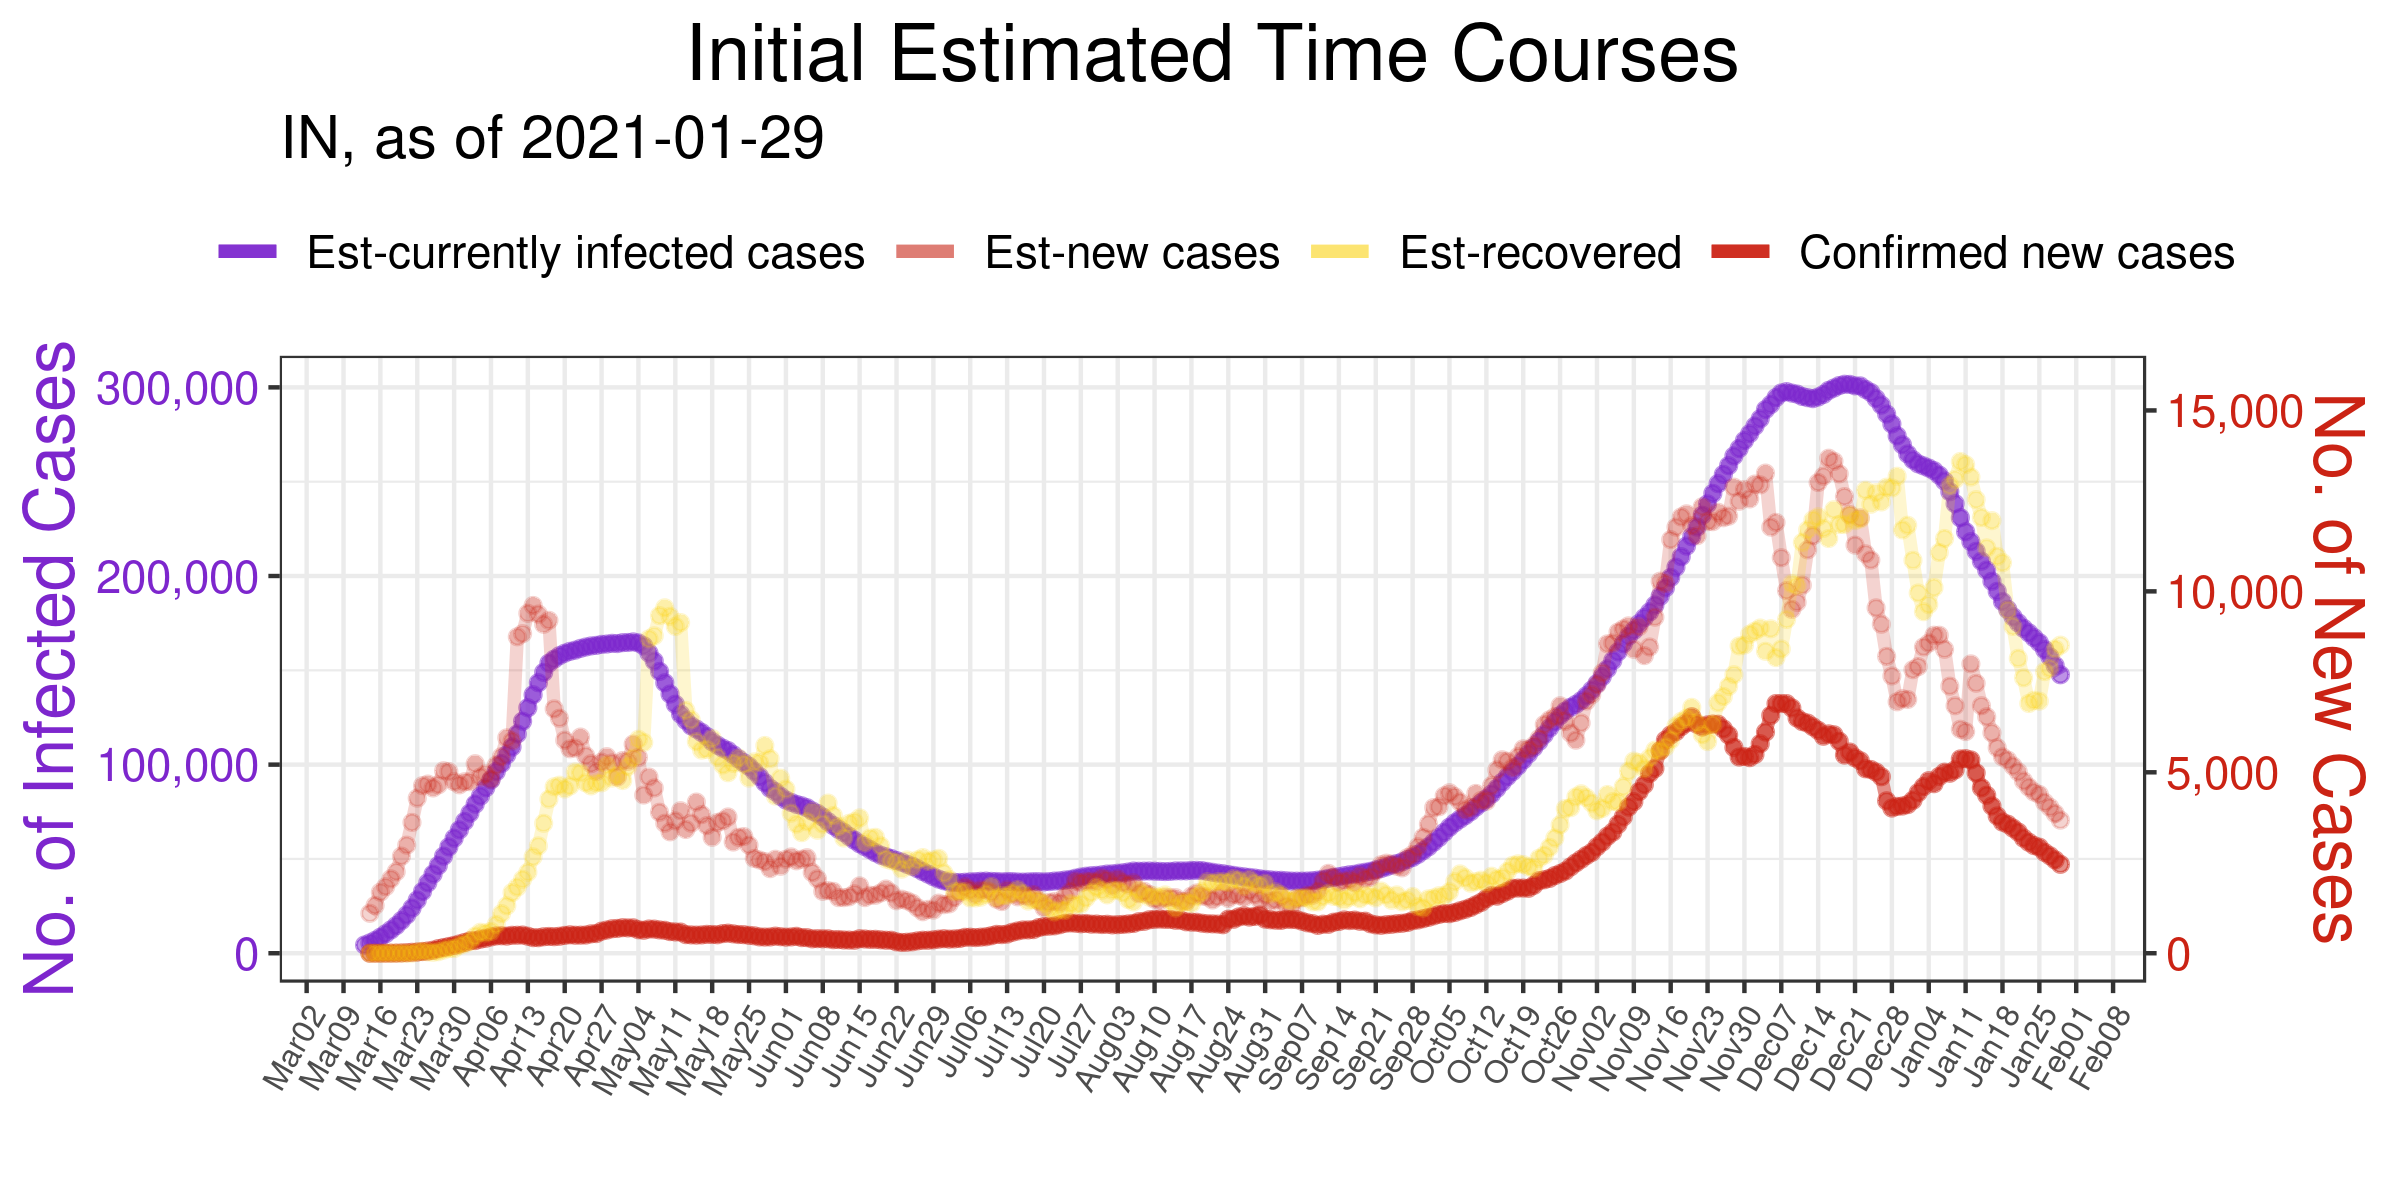 Initial Estimated Time Courses
IN, as of 2021-01-29
Est-currently infected cases Est-new cases Est-recovered Confirmed new cases
No. of Infected Cases
300,000
200,000
100,000
0
15,000
10,000
5,000
0
No. of New Cases
Mar02 Mar09 Mar16 Mar23 Mar30 Apr06 Apr13 Apr20 Apr27 May04 May11 May18 May25 Jun01 Jun08 Jun15 Jun22 Jun29 Jul06 Jul13 Jul20 Jul27 Aug03 Aug10 Aug17 Aug24 Aug31 Sep07 Sep14 Sep21 Sep28 Oct05 Oct12 Oct19 Oct26 Nov02 Nov09 Nov16 Nov23 Nov30 Dec07 Dec14 Dec21 Dec28 Jan04 Jan11 Jan18 Jan25 Feb01 Feb08